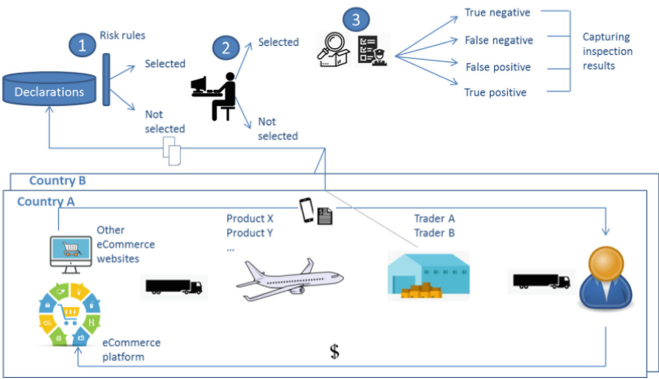 3
True negative
1
Risk rules
2
Selected
False negative
Capturing
inspection
results
Selected
False positive
Declarations
True positive
Not
selected
Not
selected
Country B
Country A
Other
eCommerce
websites
Product X
Product Y
...
Trader A
Trader B
eCommerce
platform
$